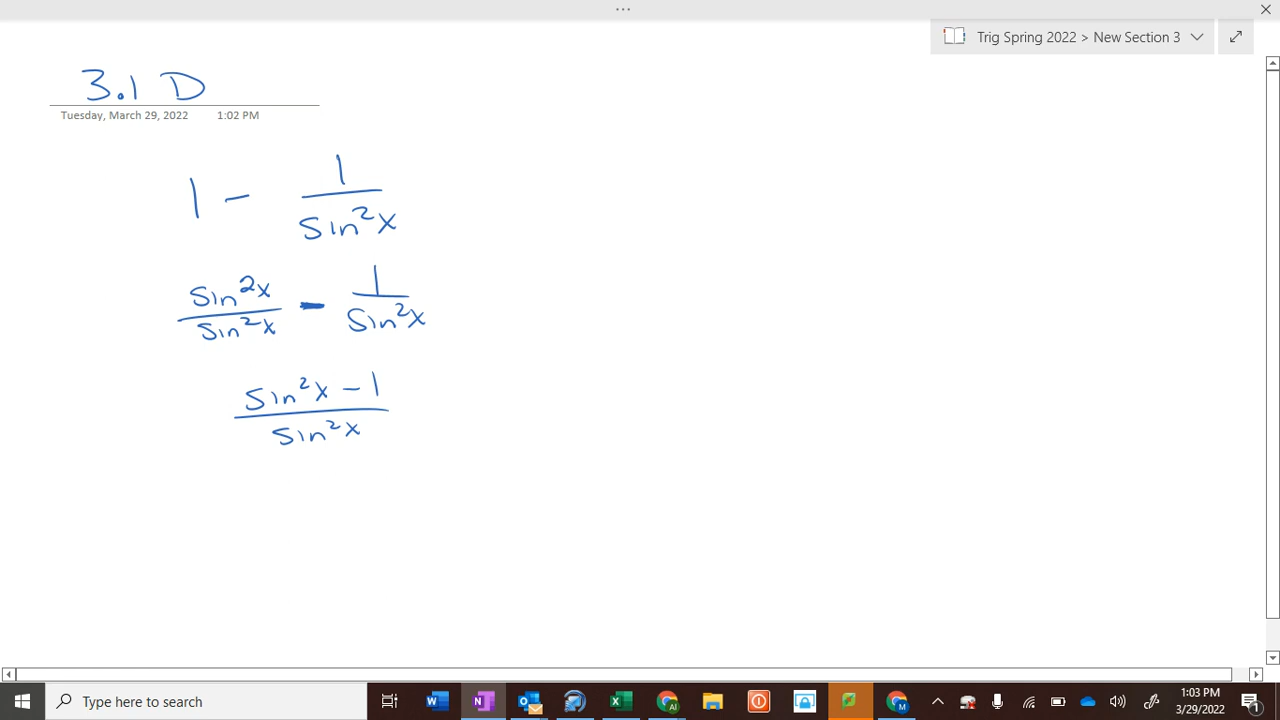 ...
Trig Spring 2022 > New Section 3
3.1 D
Tuesday, March 29, 2022 1:02 PM
1 - 1/sin²x
sin²x/sin²x - 1/sin²x
(sin²x - 1)/sin²x
Type here to search
1:03 PM
3/29/2022
1